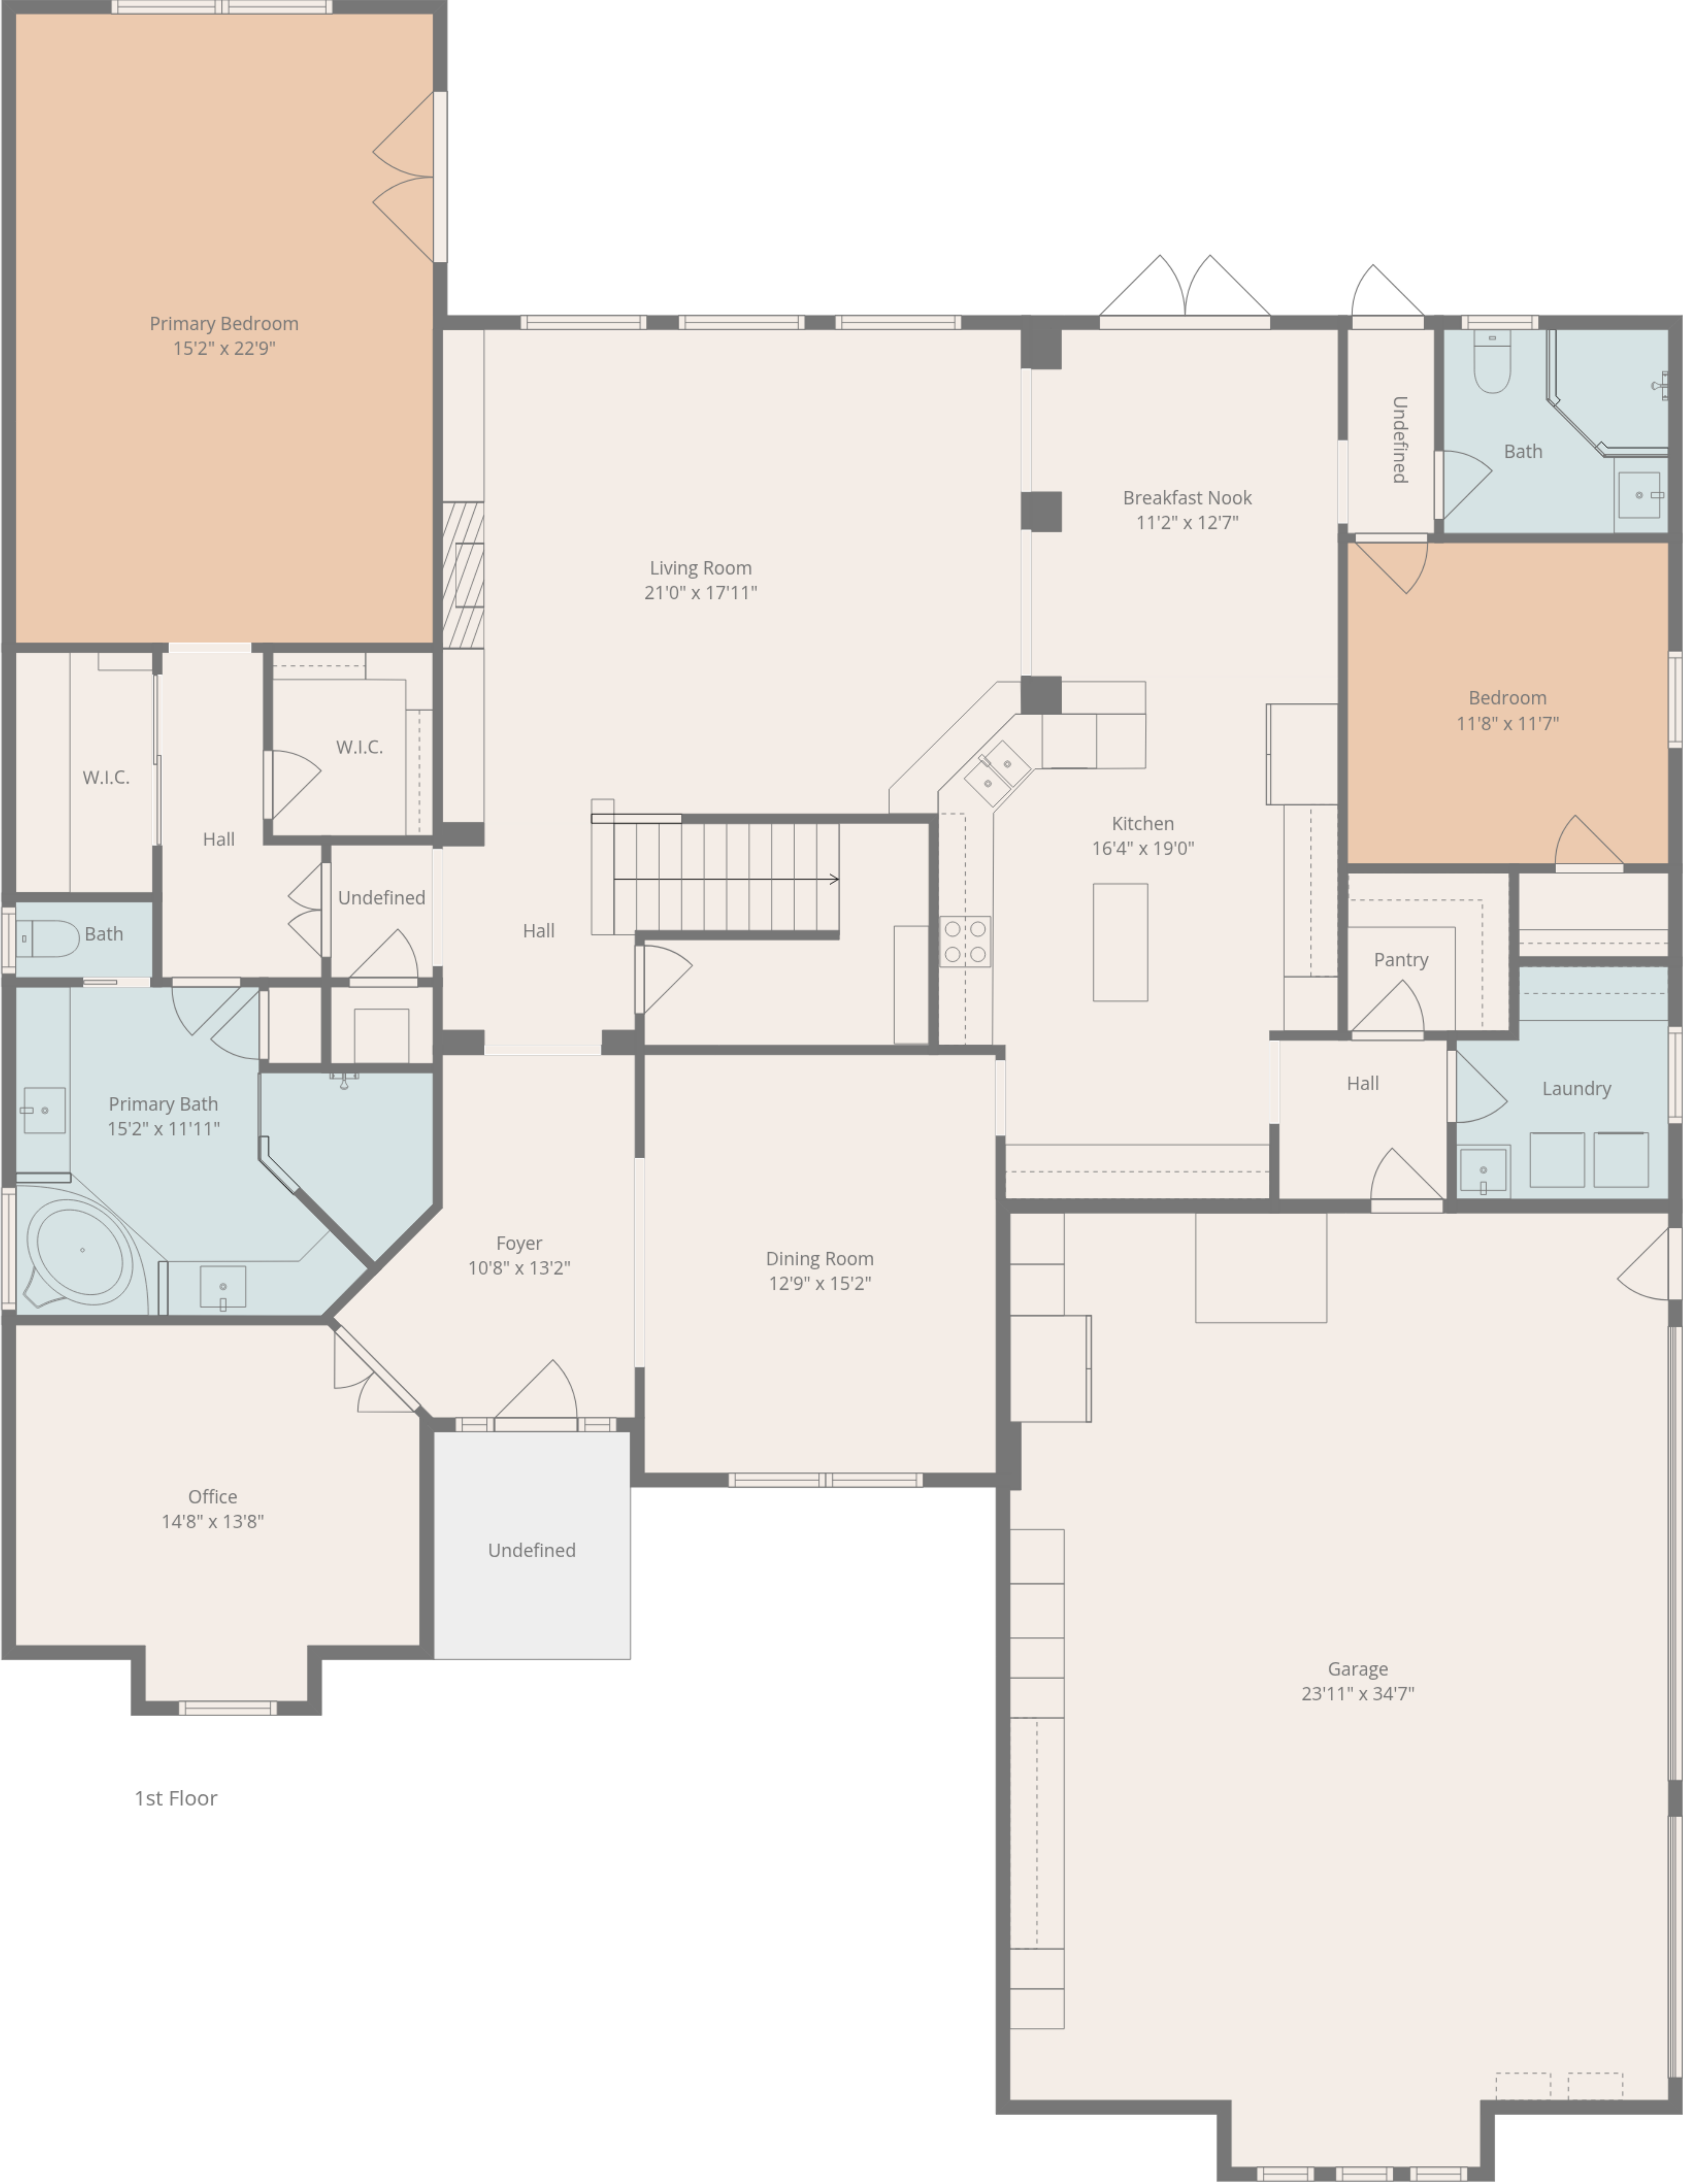 Primary Bedroom
15'2" x 22'9"
Undefined
Bath
Breakfast Nook
11'2" x 12'7"
Living Room
21'0" x 17'11"
Bedroom
11'8" x 11'7"
W.I.C.
W.I.C.
Hall
Kitchen
16'4" x 19'0"
Undefined
Bath
Hall
Pantry
Primary Bath
15'2" x 11'11"
Hall
Laundry
Foyer
10'8" x 13'2"
Dining Room
12'9" x 15'2"
Office
14'8" x 13'8"
Undefined
Garage
23'11" x 34'7"
1st Floor